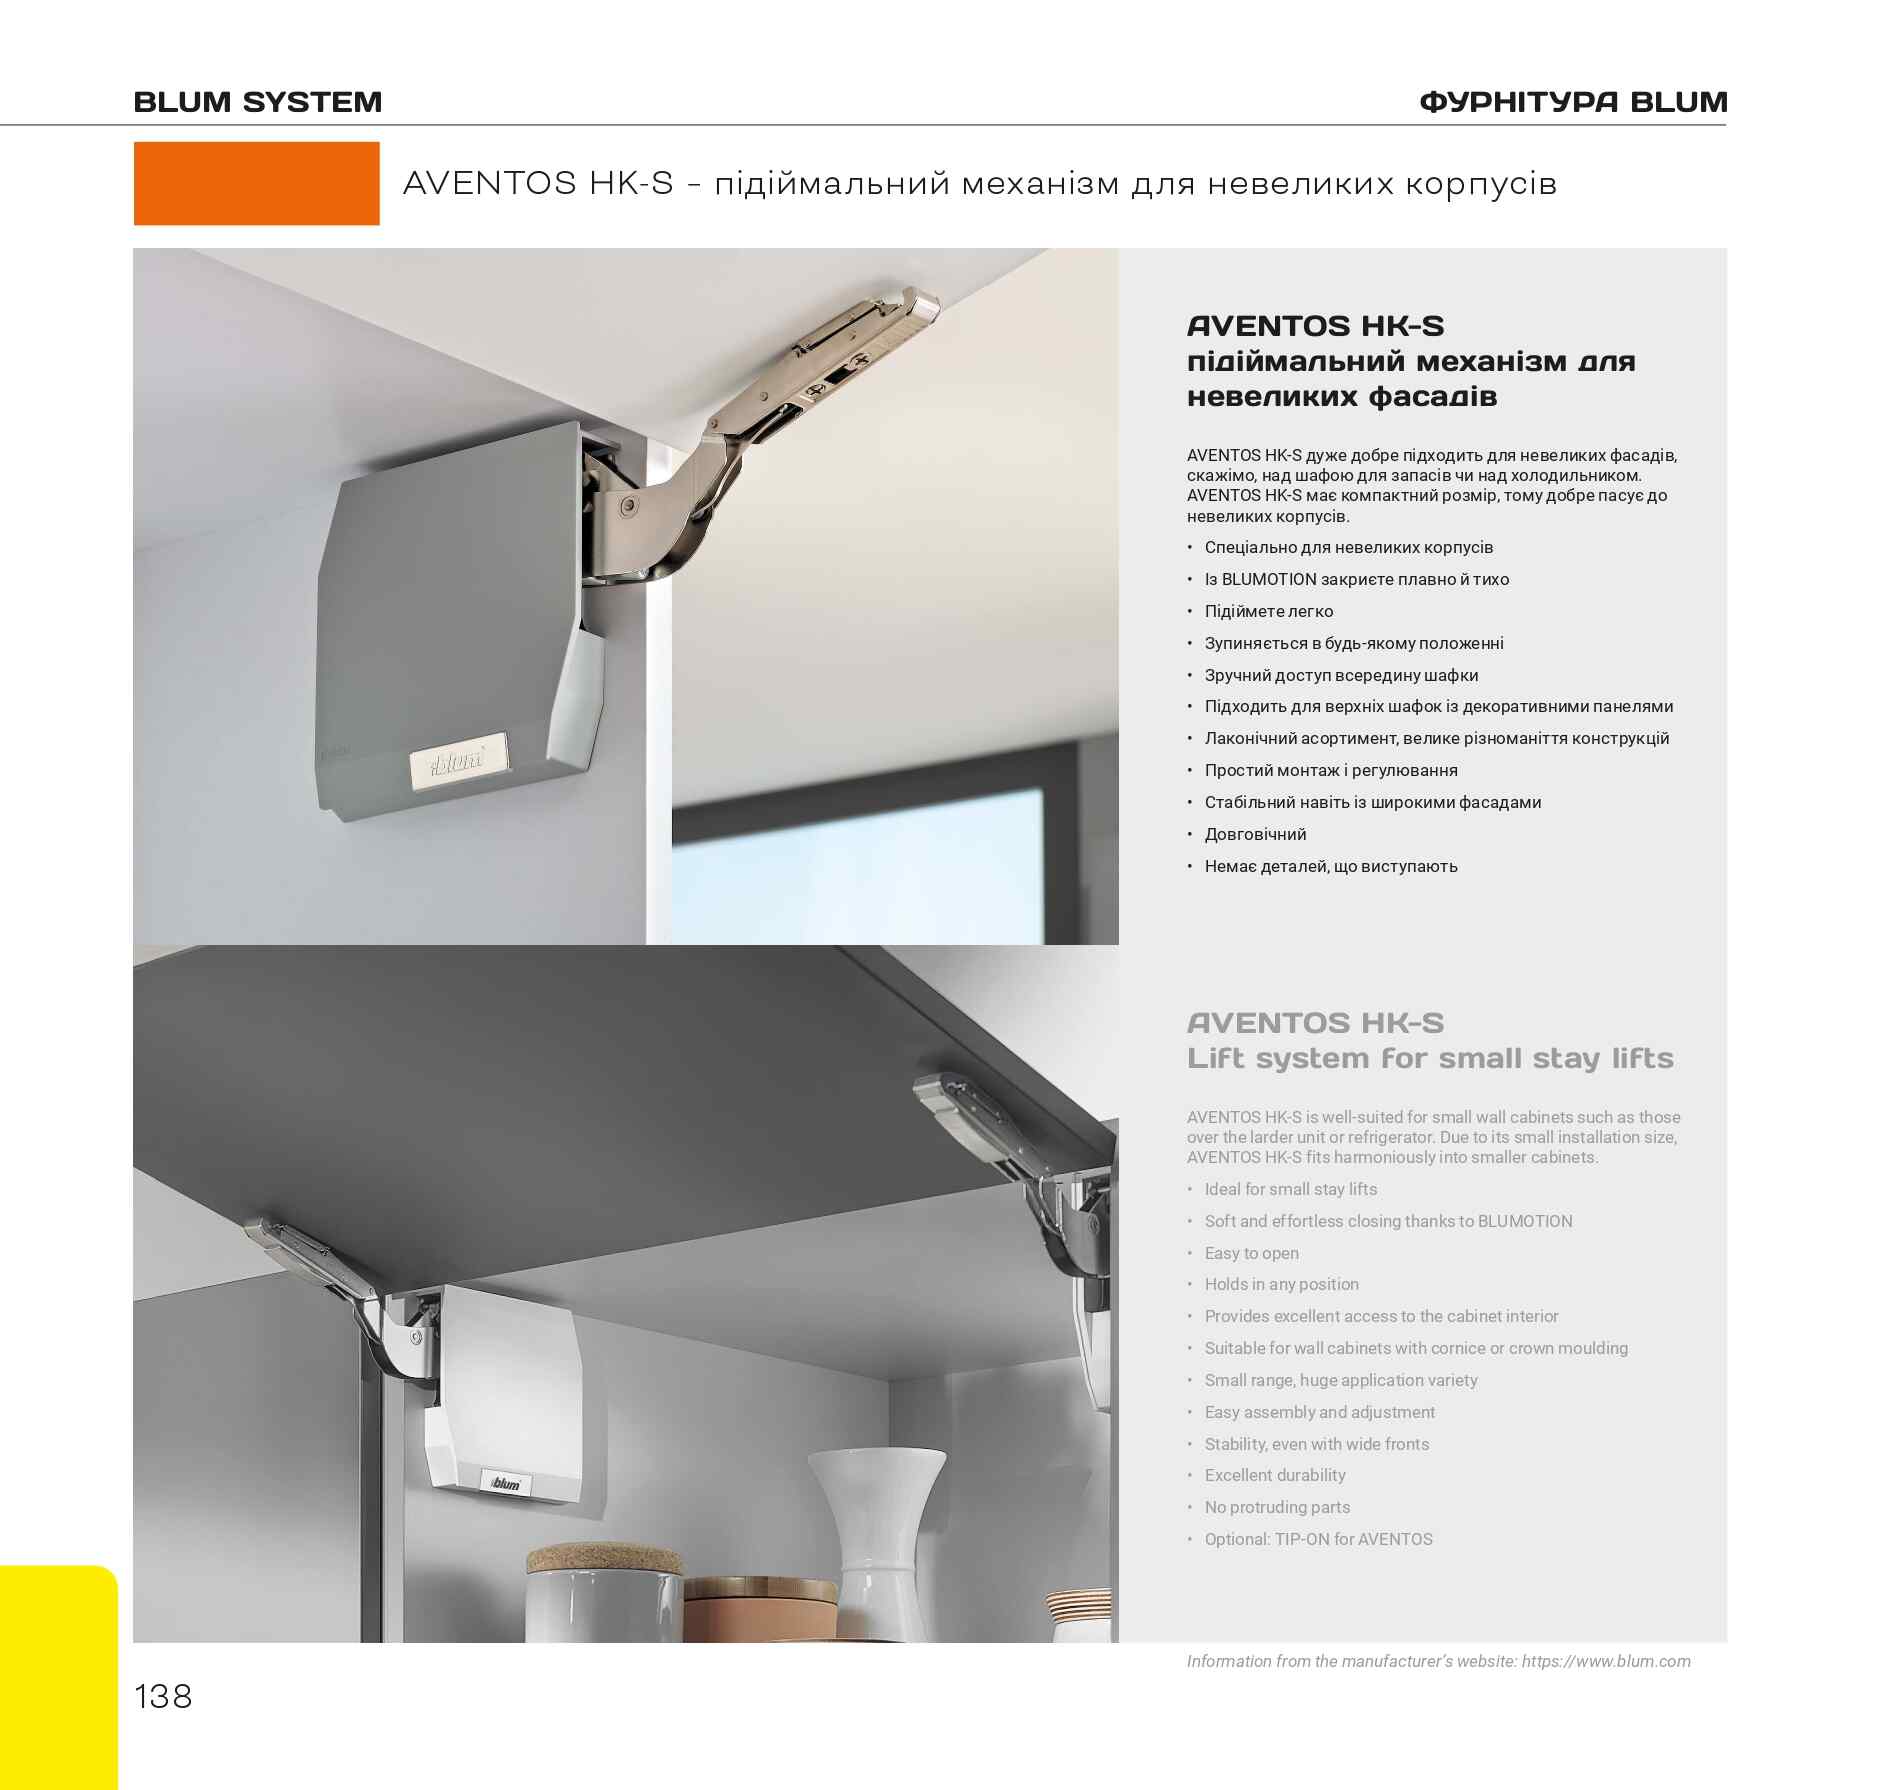 BLUM SYSTEM
ФУРНІТУРА BLUM
AVENTOS HK-S – підіймальний механізм для невеликих корпусів
AVENTOS HK-S
підіймальний механізм для
невеликих фасадів
AVENTOS HK-S дуже добре підходить для невеликих фасадів,
скажімо, над шафою для запасів чи над холодильником.
AVENTOS HK-S має компактний розмір, тому добре пасує до
невеликих корпусів.
• Спеціально для невеликих корпусів
• Із BLUMOTION закриєте плавно й тихо
• Підіймете легко
• Зупиняється в будь-якому положенні
• Зручний доступ всередину шафки
• Підходить для верхніх шафок із декоративними панелями
• Лаконічний асортимент, велике різноманіття конструкцій
• Простий монтаж і регулювання
• Стабільний навіть із широкими фасадами
• Довговічний
• Немає деталей, що виступають
blum
AVENTOS HK-S
Lift system for small stay lifts
AVENTOS HK-S is well-suited for small wall cabinets such as those
over the larder unit or refrigerator. Due to its small installation size,
AVENTOS HK-S fits harmoniously into smaller cabinets.
• Ideal for small stay lifts
• Soft and effortless closing thanks to BLUMOTION
• Easy to open
• Holds in any position
• Provides excellent access to the cabinet interior
• Suitable for wall cabinets with cornice or crown moulding
• Small range, huge application variety
• Easy assembly and adjustment
• Stability, even with wide fronts
• Excellent durability
• No protruding parts
• Optional: TIP-ON for AVENTOS
blum
Information from the manufacturer's website: https://www.blum.com
138